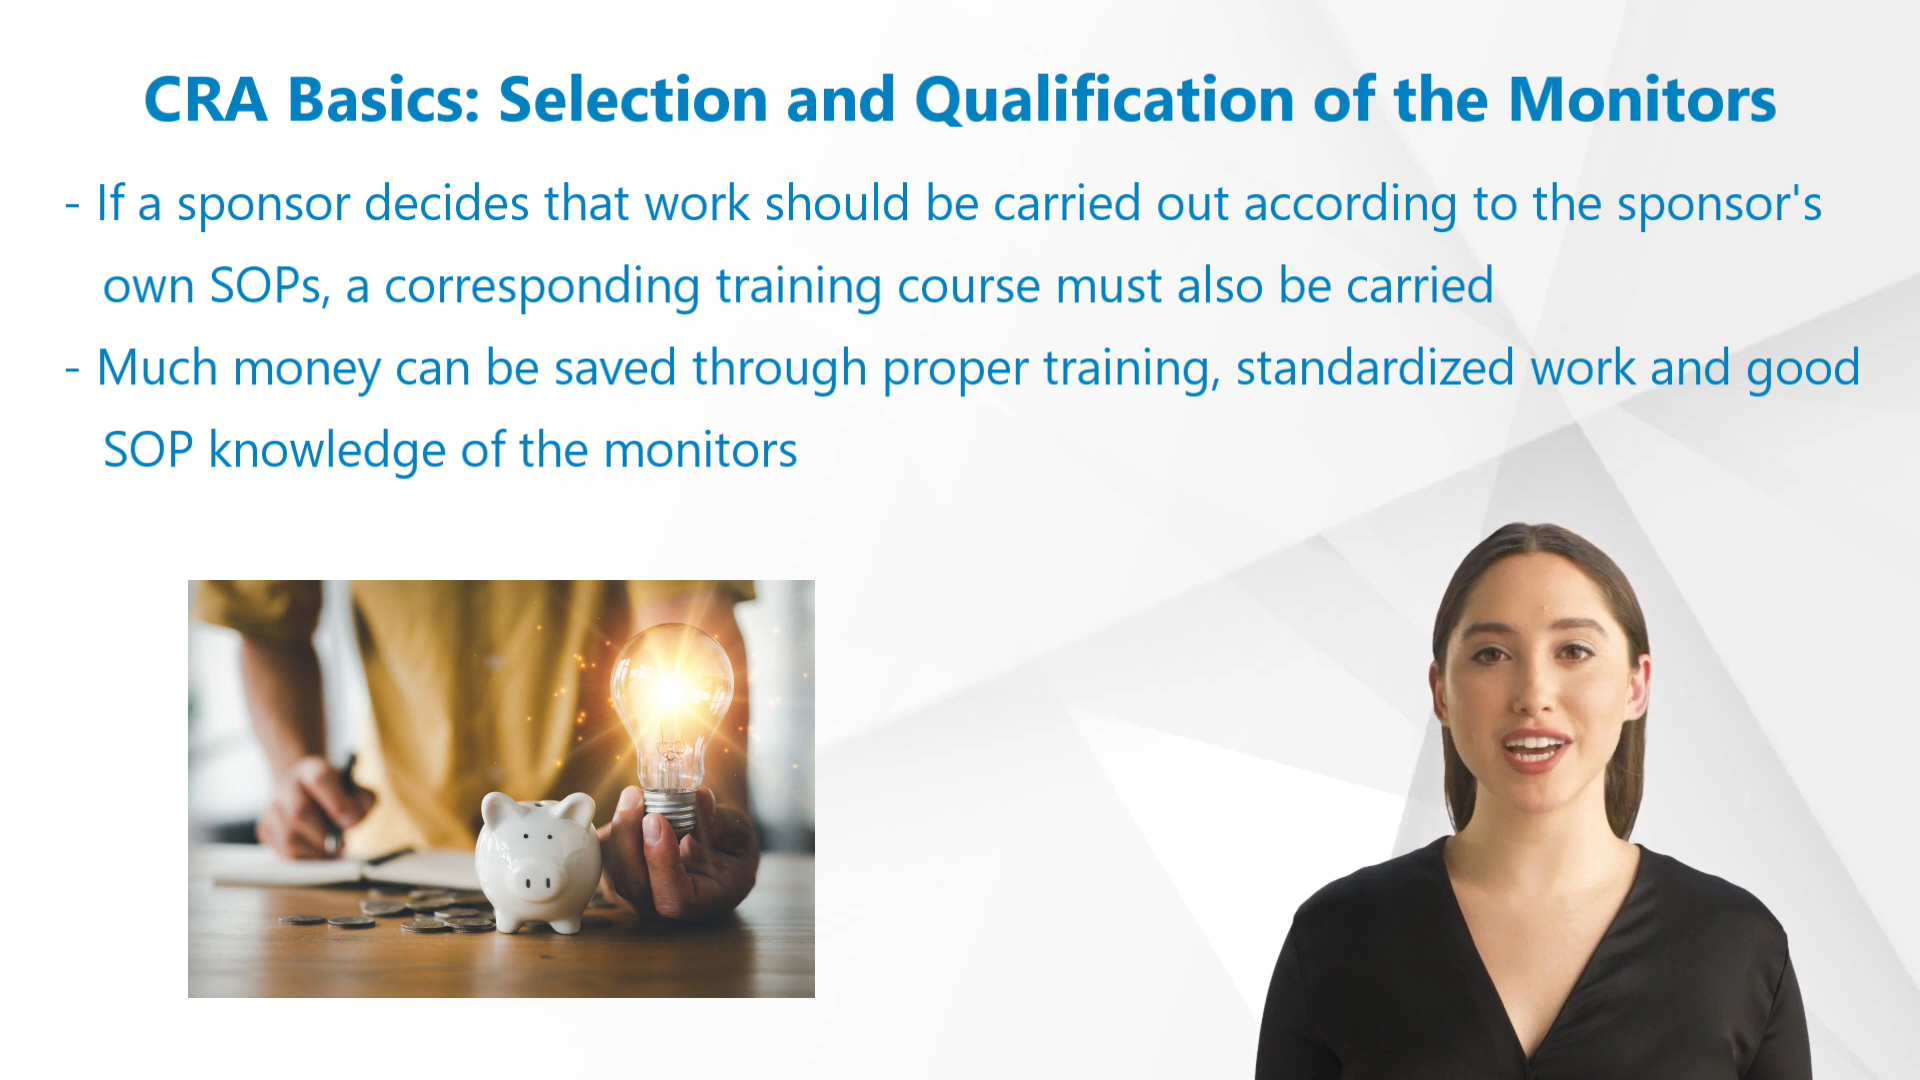 CRA Basics: Selection and Qualification of the Monitors
- If a sponsor decides that work should be carried out according to the sponsor's
own SOPs, a corresponding training course must also be carried
- Much money can be saved through proper training, standardized work and good
SOP knowledge of the monitors